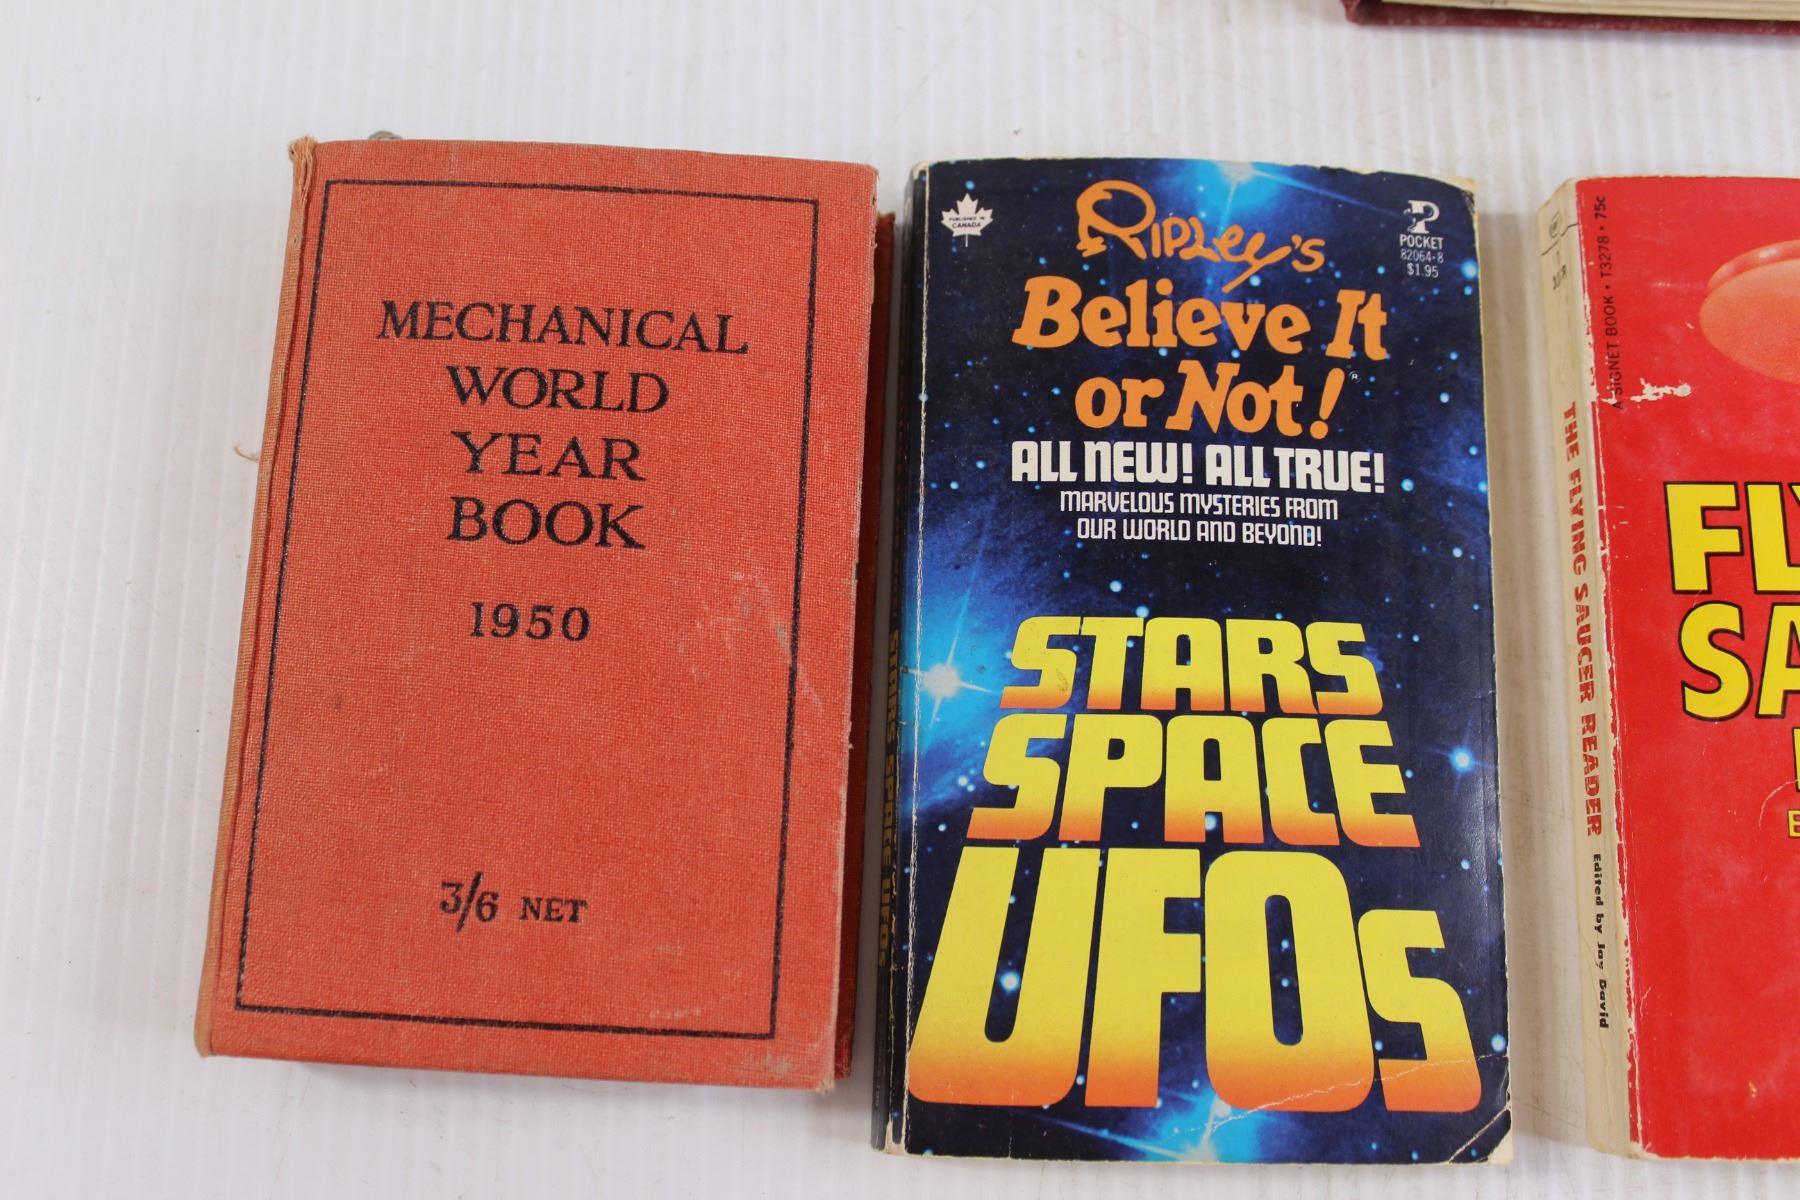 MECHANICAL
WORLD
YEAR
BOOK
1950
3/6 NET
STARS SPACE UFOs
PUBLISHED IN
CANADA
RIPLEY'S
Believe It
or Not!®
ALL NEW! ALL TRUE!
MARVELOUS MYSTERIES FROM
OUR WORLD AND BEYOND!
POCKET
82064-8
$1.95
STARS
SPACE
UFOs
THE FLYING SAUCER READER Edited by Jay David
A SIGNET BOOK • T3278 • 75c
FL
SA